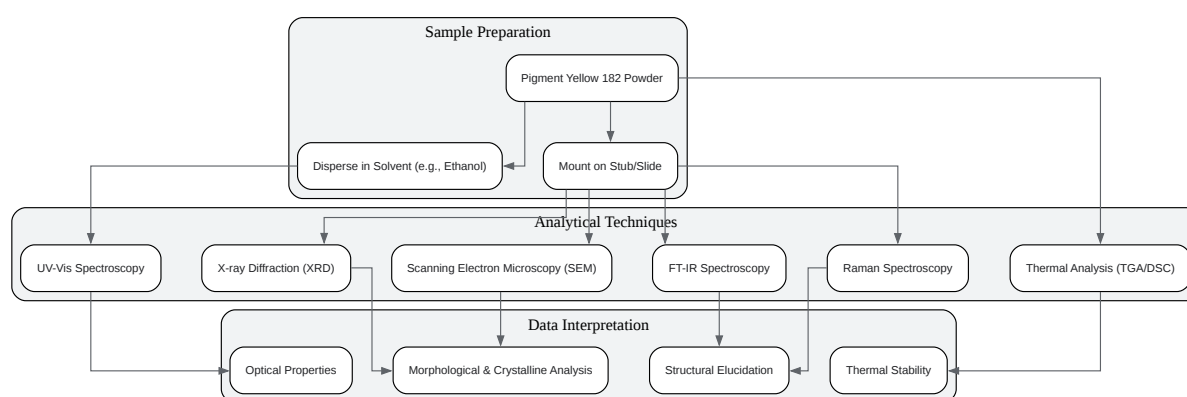 Sample Preparation
Pigment Yellow 182 Powder
Disperse in Solvent (e.g., Ethanol)
Mount on Stub/Slide
Analytical Techniques
UV-Vis Spectroscopy
X-ray Diffraction (XRD)
Scanning Electron Microscopy (SEM)
FT-IR Spectroscopy
Raman Spectroscopy
Thermal Analysis (TGA/DSC)
Data Interpretation
Optical Properties
Morphological & Crystalline Analysis
Structural Elucidation
Thermal Stability